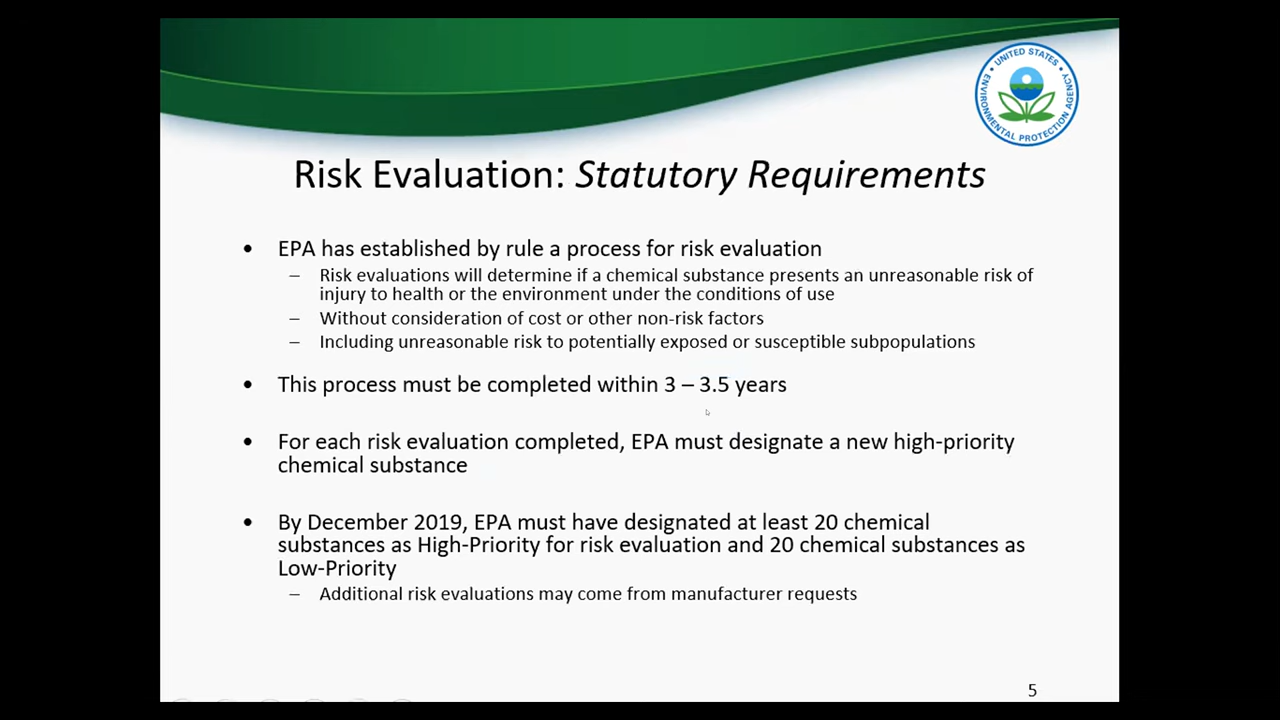 UNITED STATES
ENVIRONMENTAL PROTECTION AGENCY
Risk Evaluation: Statutory Requirements
• EPA has established by rule a process for risk evaluation
– Risk evaluations will determine if a chemical substance presents an unreasonable risk of
injury to health or the environment under the conditions of use
– Without consideration of cost or other non-risk factors
– Including unreasonable risk to potentially exposed or susceptible subpopulations
• This process must be completed within 3 – 3.5 years
• For each risk evaluation completed, EPA must designate a new high-priority
chemical substance
• By December 2019, EPA must have designated at least 20 chemical
substances as High-Priority for risk evaluation and 20 chemical substances as
Low-Priority
– Additional risk evaluations may come from manufacturer requests
5